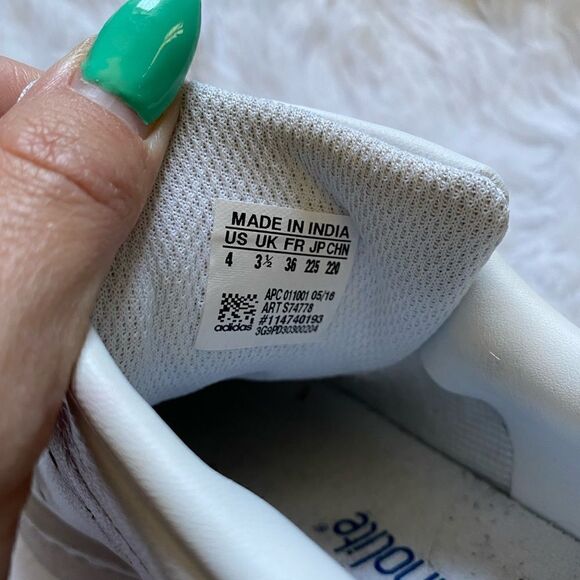 MADE IN INDIA
US UK FR JP CHN
4 3½ 36 225 220
APC 011001 05/16
ART S74778
#114740193
adidas 3G9PD30300204